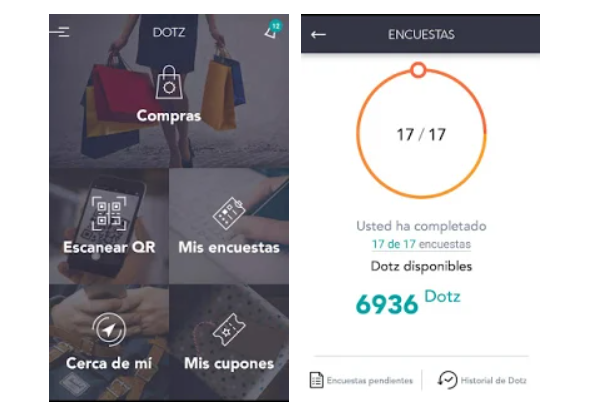 DOTZ
12
Compras
Escanear QR
Mis encuestas
Cerca de mí
Mis cupones
ENCUESTAS
17 / 17
Usted ha completado
17 de 17 encuestas
Dotz disponibles
6936 Dotz
Encuestas pendientes
Historial de Dotz